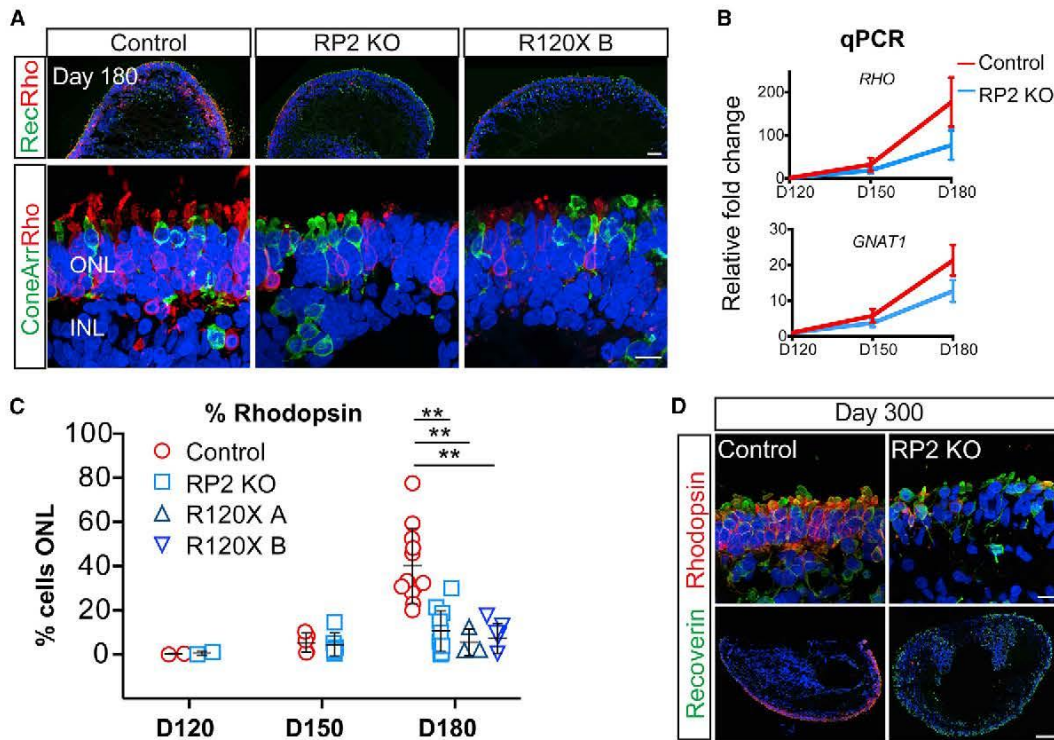 A
Control
RP2 KO
R120X B
RecRho
Day 180
ConeArrRho
ONL
INL
B
qPCR
Relative fold change
RHO
Control
RP2 KO
200
100
0
D120
D150
D180
GNAT1
30
20
10
0
D120
D150
D180
C
% Rhodopsin
% cells ONL
100
80
60
40
20
0
Control
RP2 KO
R120X A
R120X B
**
**
**
D120
D150
D180
D
Day 300
Rhodopsin
Control
RP2 KO
Recoverin